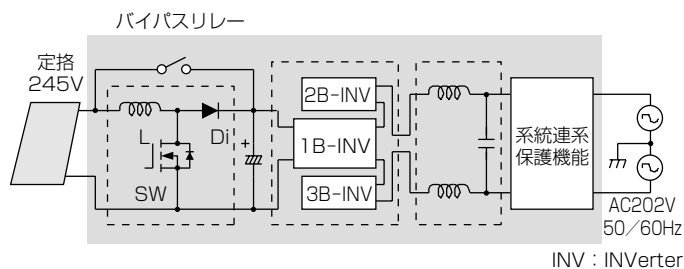 バイパスリレー
定挌
245V
L
Di
SW
+
2B-INV
1B-INV
3B-INV
系統連系
保護機能
AC202V
50/60Hz
INV:INVerter